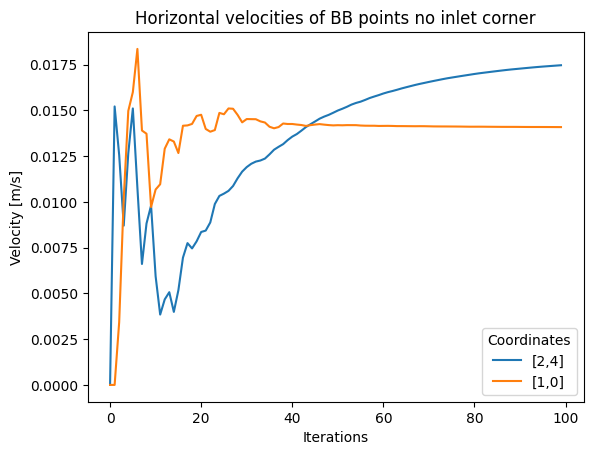 Horizontal velocities of BB points no inlet corner
Velocity [m/s]
0.0175
0.0150
0.0125
0.0100
0.0075
0.0050
0.0025
0.0000
0 20 40 60 80 100
Iterations
Coordinates
[2,4]
[1,0]